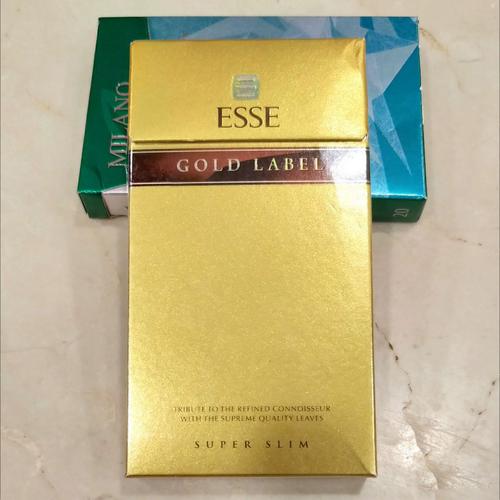 MILANO
ESSE
GOLD LABEL
TRIBUTE TO THE REFINED CONNOISSEUR
WITH THE SUPREME QUALITY LEAVES
SUPER SLIM
20